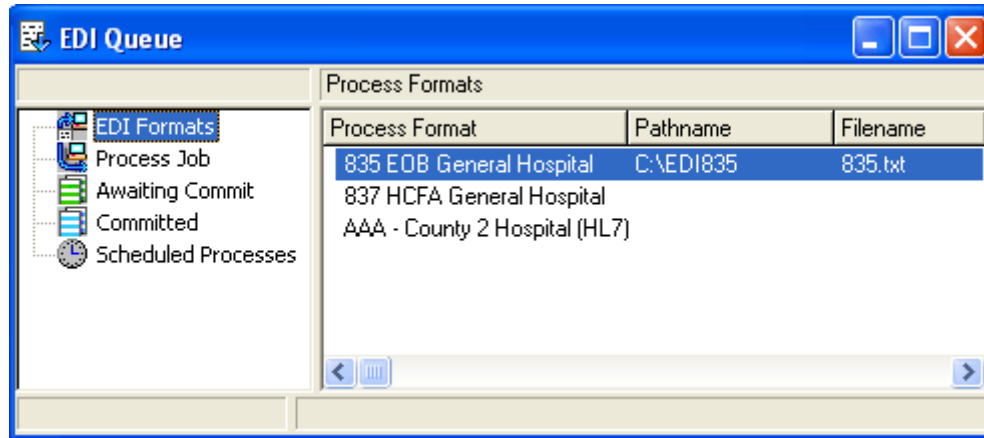 EDI Queue
Process Formats
EDI Formats
Process Job
Awaiting Commit
Committed
Scheduled Processes
Process Format Pathname Filename
835 EOB General Hospital C:\EDI835 835.txt
837 HCFA General Hospital
AAA - County 2 Hospital (HL7)